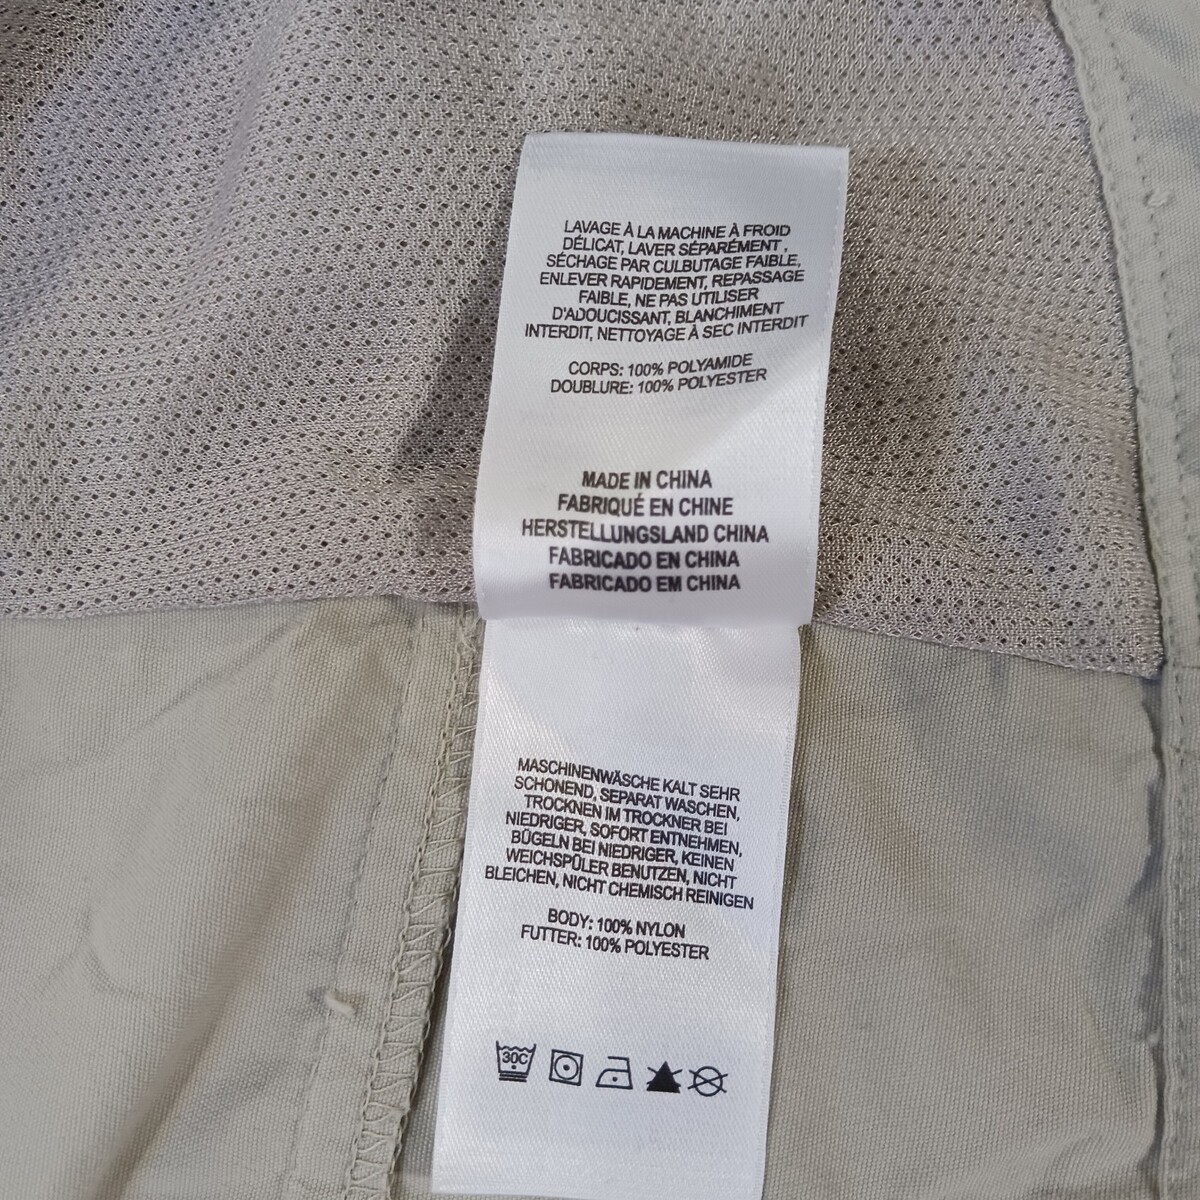 LAVAGE À LA MACHINE À FROID
DÉLICAT, LAVER SÉPARÉMENT ,
SÉCHAGE PAR CULBUTAGE FAIBLE,
ENLEVER RAPIDEMENT, REPASSAGE
FAIBLE, NE PAS UTILISER
D'ADOUCISSANT, BLANCHIMENT
INTERDIT, NETTOYAGE À SEC INTERDIT
CORPS: 100% POLYAMIDE
DOUBLURE: 100% POLYESTER
MADE IN CHINA
FABRIQUÉ EN CHINE
HERSTELLUNGSLAND CHINA
FABRICADO EN CHINA
FABRICADO EM CHINA
MASCHINENWÄSCHE KALT SEHR
SCHONEND, SEPARAT WASCHEN,
TROCKNEN IM TROCKNER BEI
NIEDRIGER, SOFORT ENTNEHMEN,
BÜGELN BEI NIEDRIGER, KEINEN
WEICHSPÜLER BENUTZEN, NICHT
BLEICHEN, NICHT CHEMISCH REINIGEN
BODY: 100% NYLON
FUTTER: 100% POLYESTER
30C